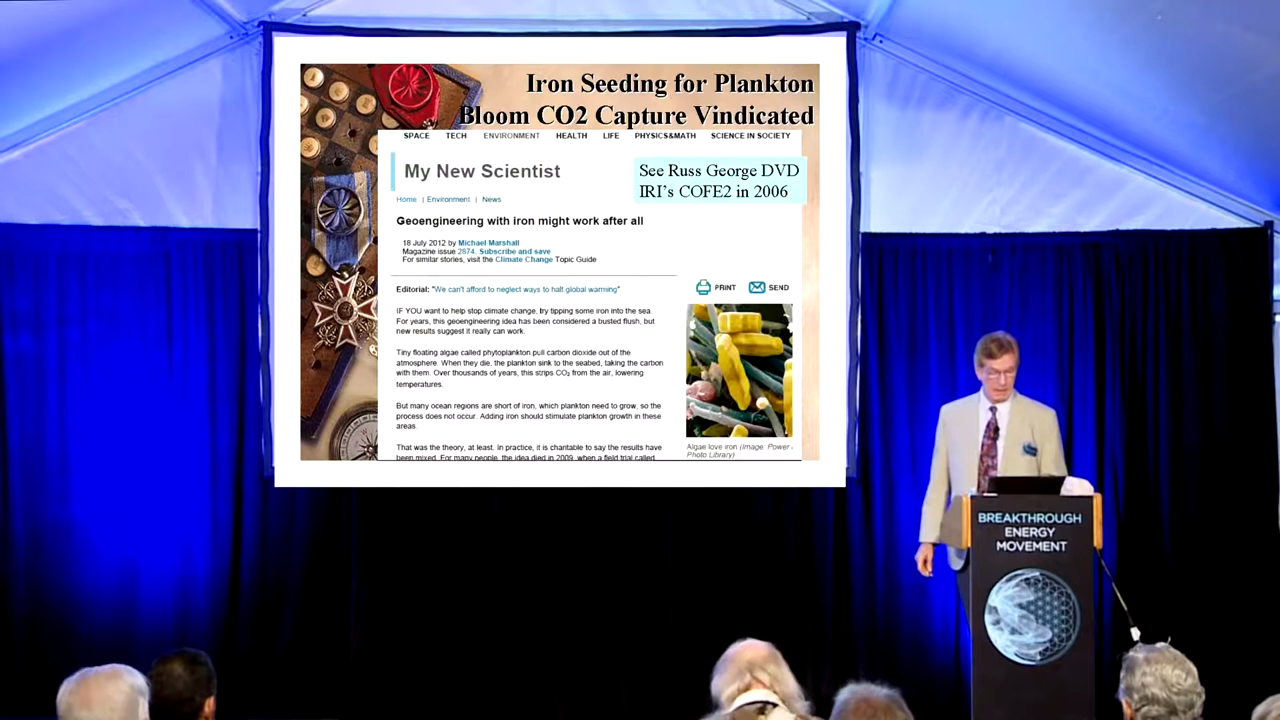 Iron Seeding for Plankton
Bloom CO2 Capture Vindicated
SPACE TECH ENVIRONMENT HEALTH LIFE PHYSICS&MATH SCIENCE IN SOCIETY
My New Scientist
See Russ George DVD
IRI's COFE2 in 2006
Home | Environment | News
Geoengineering with iron might work after all
18 July 2012 by Michael Marshall
Magazine issue 2874. Subscribe and save
For similar stories, visit the Climate Change Topic Guide
PRINT SEND
Editorial: "We can't afford to neglect ways to halt global warming"
IF YOU want to help stop climate change, try tipping some iron into the sea.
For years, this geoengineering idea has been considered a busted flush, but
new results suggest it really can work.
Tiny floating algae called phytoplankton pull carbon dioxide out of the
atmosphere. When they die, the plankton sink to the seabed, taking the carbon
with them. Over thousands of years, this strips CO₂ from the air, lowering
temperatures.
But many ocean regions are short of iron, which plankton need to grow, so the
process does not occur. Adding iron should stimulate plankton growth in these
areas.
That was the theory, at least. In practice, it is charitable to say the results have
been mixed. For many people, the idea died in 2009, when a field trial called
Algae love iron (Image: Power
Photo Library)
BREAKTHROUGH
ENERGY
MOVEMENT